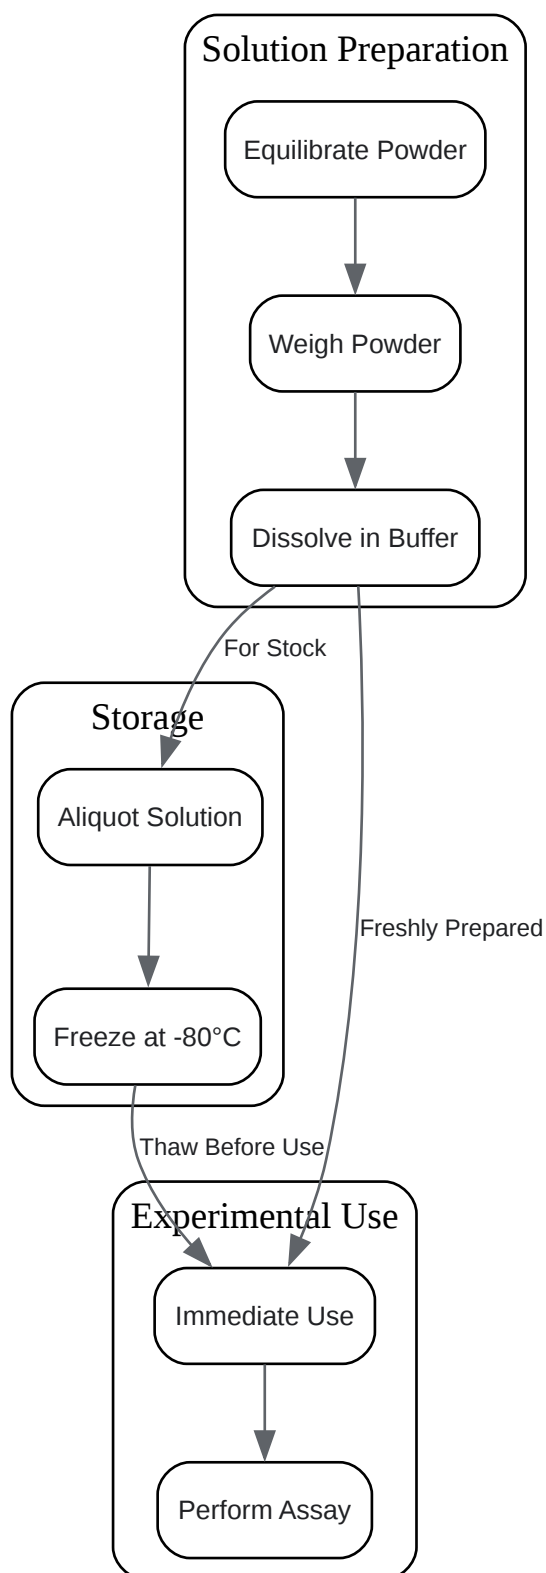 Solution Preparation
Equilibrate Powder
Weigh Powder
Dissolve in Buffer
For Stock
Storage
Aliquot Solution
Freshly Prepared
Freeze at -80°C
Thaw Before Use
Experimental Use
Immediate Use
Perform Assay